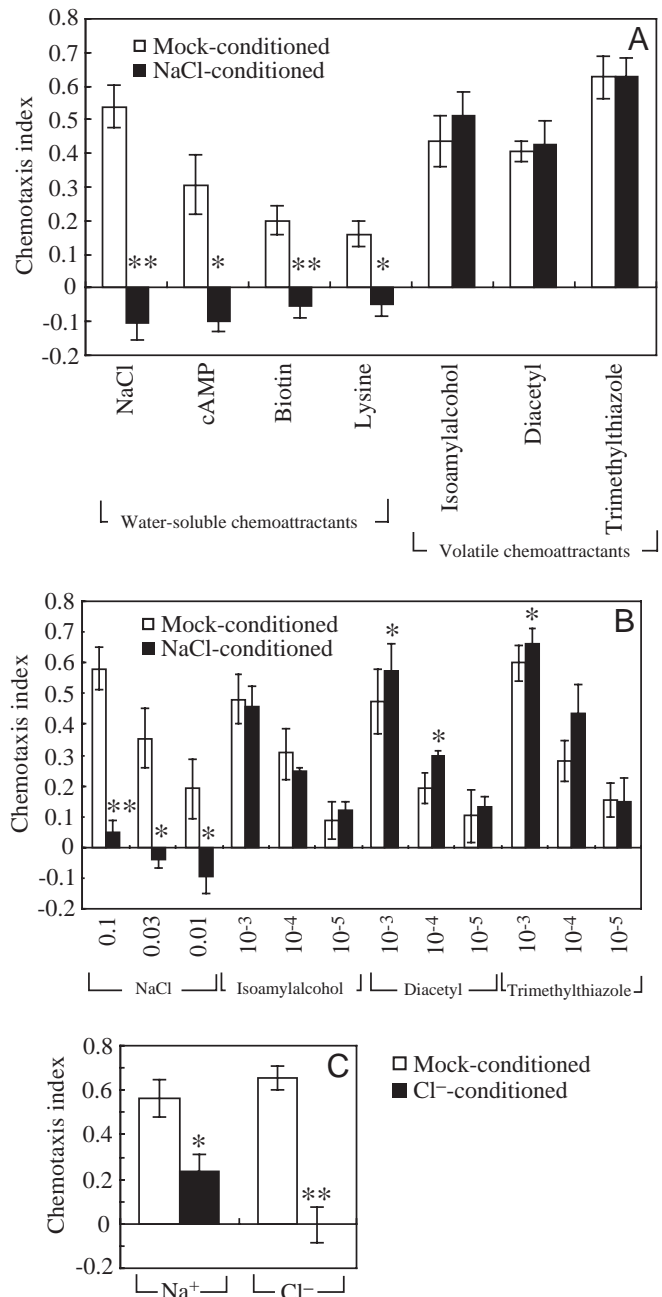 A
Mock-conditioned
NaCl-conditioned
Chemotaxis index
0.8
0.7
0.6
0.5
0.4
0.3
0.2
0.1
0
-0.1
-0.2
** * ** *
NaCl
cAMP
Biotin
Lysine
Isoamylalcohol
Diacetyl
Trimethylthiazole
Water-soluble chemoattractants
Volatile chemoattractants
B
Mock-conditioned
NaCl-conditioned
Chemotaxis index
0.8
0.7
0.6
0.5
0.4
0.3
0.2
0.1
0
-0.1
-0.2
** * * * * *
0.1 0.03 0.01 10⁻³ 10⁻⁴ 10⁻⁵ 10⁻³ 10⁻⁴ 10⁻⁵ 10⁻³ 10⁻⁴ 10⁻⁵
NaCl Isoamylalcohol Diacetyl Trimethylthiazole
C
Mock-conditioned
Cl⁻-conditioned
Chemotaxis index
0.8
0.6
0.4
0.2
0
-0.2
* **
Na⁺ Cl⁻